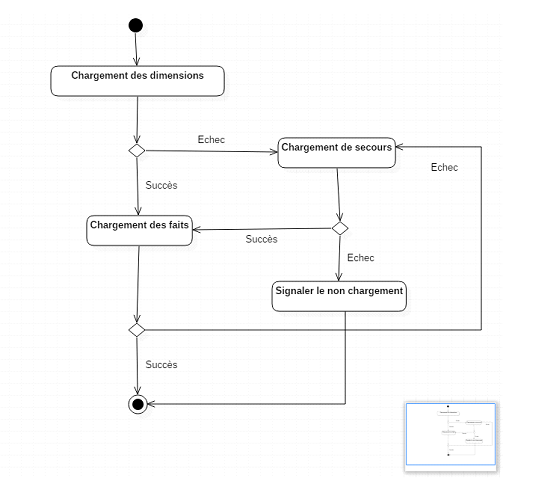 Chargement des dimensions
Echec
Chargement de secours
Echec
Succès
Chargement des faits
Succès
Echec
Signaler le non chargement
Succès